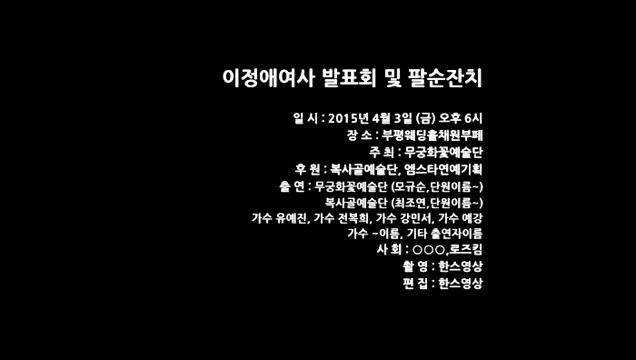 이정애여사 발표회 및 팔순잔치
일 시 : 2015년 4월 3일 (금) 오후 6시
장 소 : 부평웨딩홀채원부페
주 최 : 무궁화꽃예술단
후 원 : 복사골예술단, 엠스타연예기획
출 연 : 무궁화꽃예술단 (모규순,단원이름~)
복사골예술단 (최조연,단원이름~)
가수 유예진, 가수 전복희, 가수 강민서, 가수 예강
가수 ~이름, 기타 출연자이름
사 회 : ○○○,로즈킴
촬 영 : 한스영상
편 집 : 한스영상